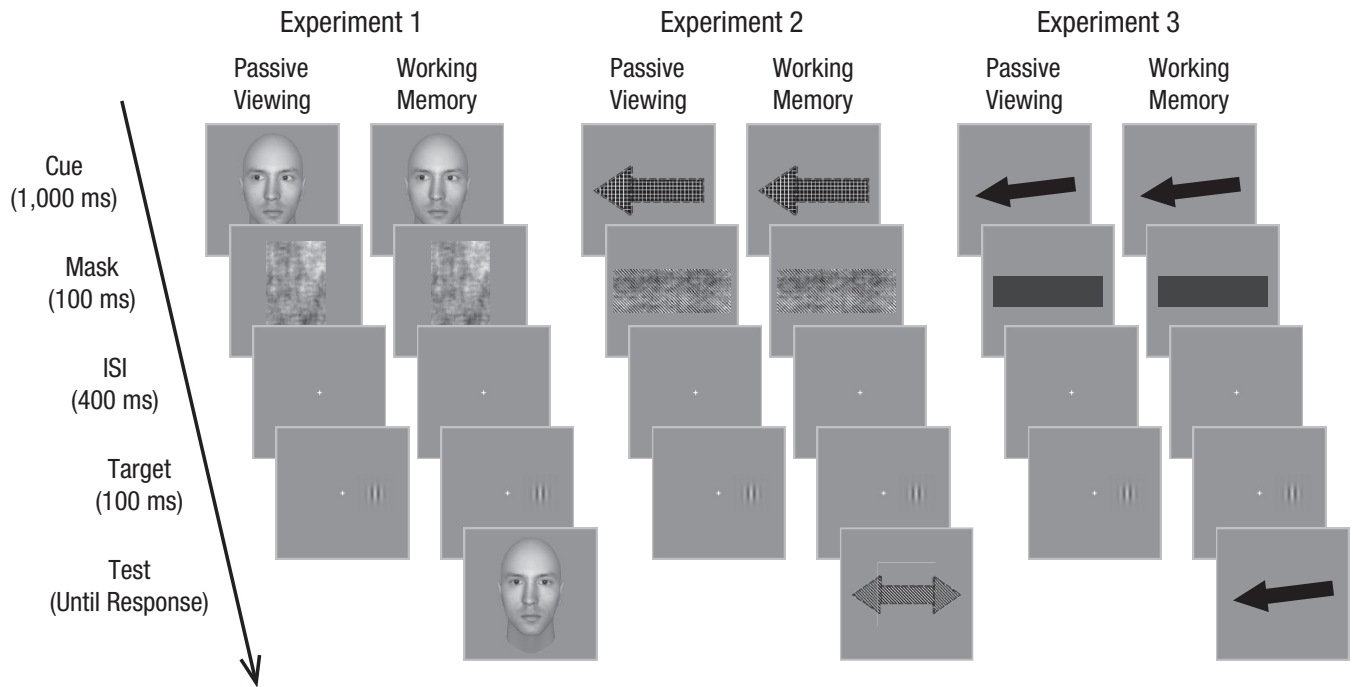 Experiment 1
Experiment 2
Experiment 3
Passive
Viewing
Working
Memory
Passive
Viewing
Working
Memory
Passive
Viewing
Working
Memory
Cue
(1,000 ms)
Mask
(100 ms)
ISI
(400 ms)
Target
(100 ms)
Test
(Until Response)